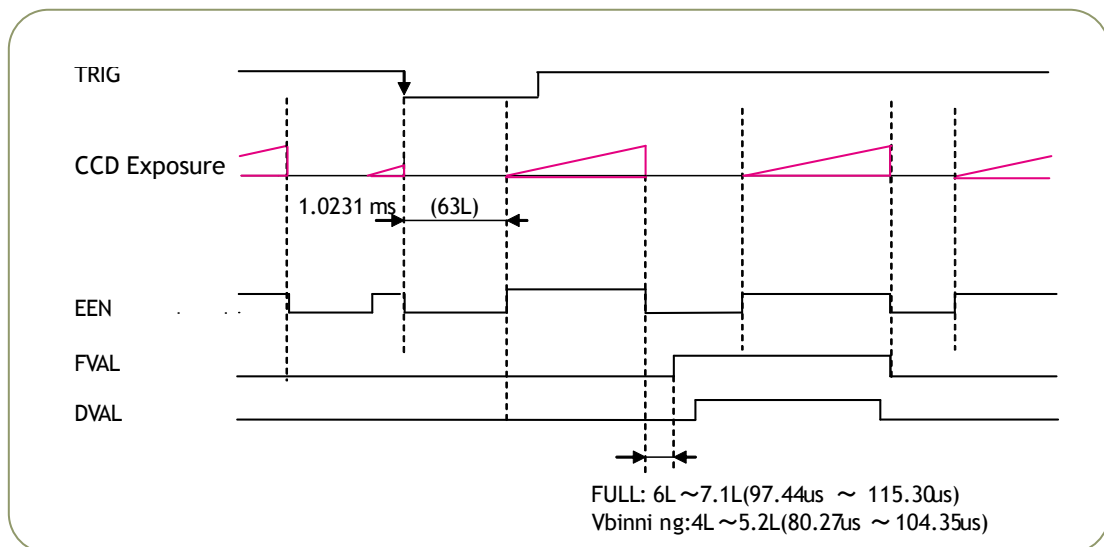 TRIG
CCD Exposure
1.0231 ms (63L)
EEN
FVAL
DVAL
FULL: 6L～7.1L(97.44us ～ 115.30us)
Vbinni ng:4L～5.2L(80.27us ～104.35us)